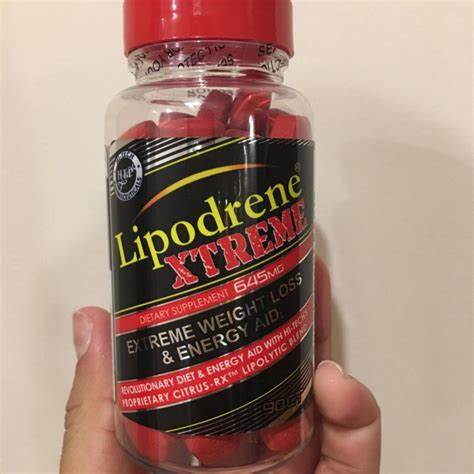 Lipodrene®
XTREME
DIETARY SUPPLEMENT 645MG
EXTREME WEIGHT LOSS
& ENERGY AID
REVOLUTIONARY DIET & ENERGY AID WITH HI-TECH'S
PROPRIETARY CITRUS-RX™ LIPOLYTIC BLEND
90